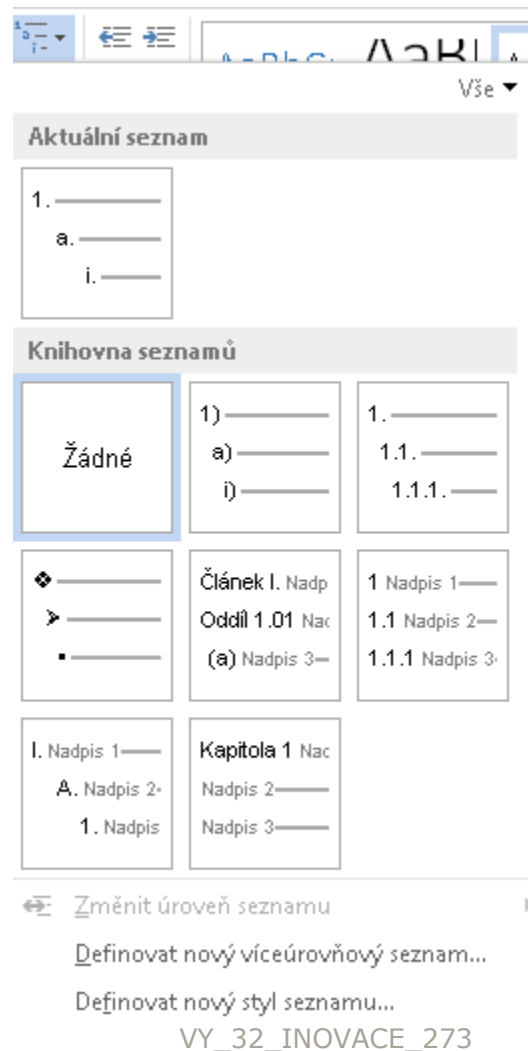 Vše
Aktuální seznam
1.
a.
i.
Knihovna seznamů
Žádné
1)
a)
i)
1.
1.1.
1.1.1.
Článek I. Nadp
Oddíl 1.01 Nac
(a) Nadpis 3
1 Nadpis 1
1.1 Nadpis 2
1.1.1 Nadpis 3
I. Nadpis 1
A. Nadpis 2
1. Nadpis
Kapitola 1 Nac
Nadpis 2
Nadpis 3
Změnit úroveň seznamu
Definovat nový víceúrovňový seznam...
Definovat nový styl seznamu...
VY_32_INOVACE_273